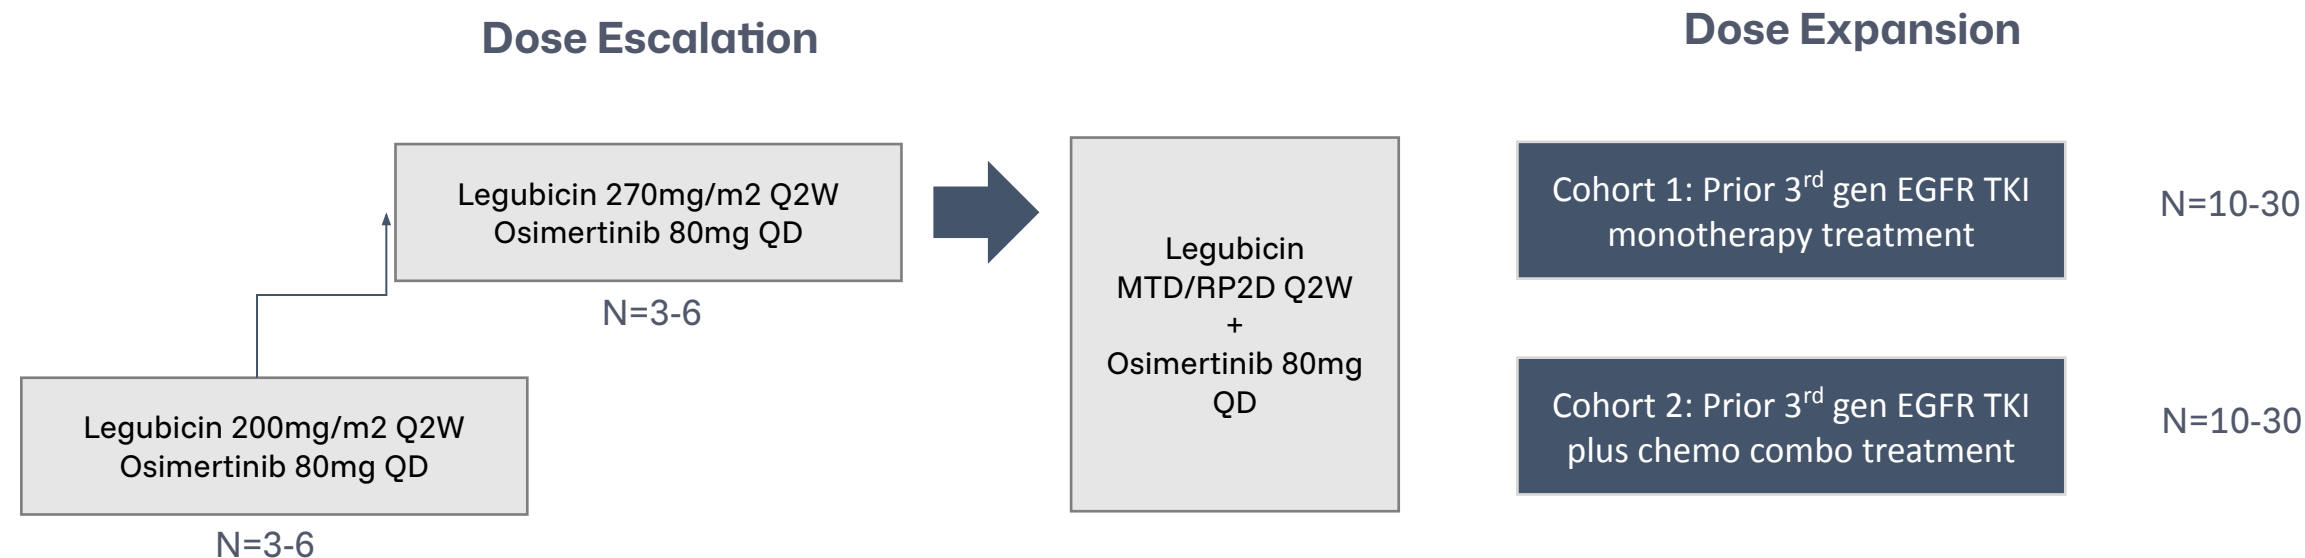 Dose Escalation
Dose Expansion
Legubicin 270mg/m2 Q2W
Osimertinib 80mg QD
N=3-6
Legubicin 200mg/m2 Q2W
Osimertinib 80mg QD
N=3-6
Legubicin
MTD/RP2D Q2W
+
Osimertinib 80mg
QD
Cohort 1: Prior 3rd gen EGFR TKI
monotherapy treatment
N=10-30
Cohort 2: Prior 3rd gen EGFR TKI
plus chemo combo treatment
N=10-30